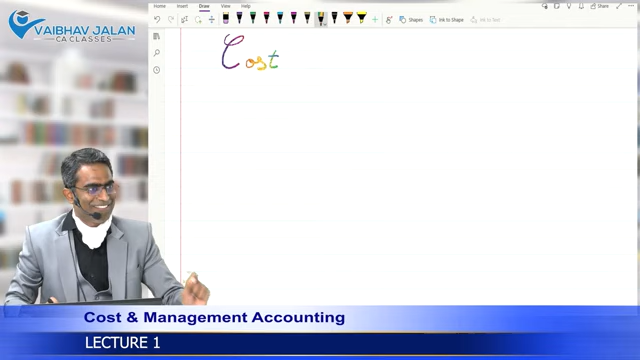 VAIBHAV JALAN
CA CLASSES
File Home Insert Draw View Help
Shapes Ink to Shape Ink to Text
Cost
Cost & Management Accounting
LECTURE 1